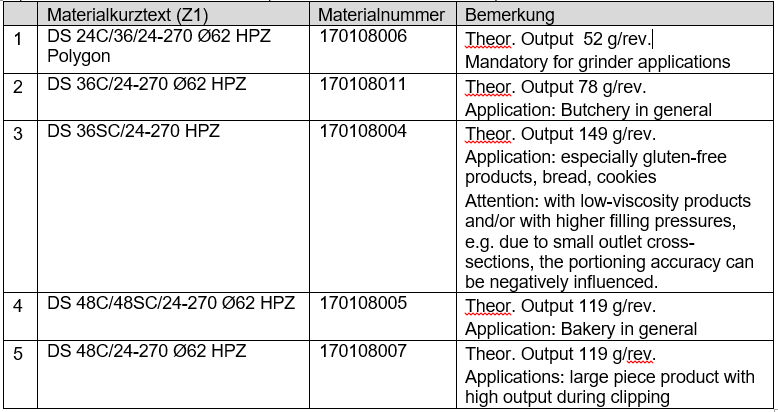 Materialkurztext (Z1) Materialnummer Bemerkung
1 DS 24C/36/24-270 Ø62 HPZ 170108006 Theor. Output  52 g/rev.
Polygon Mandatory for grinder applications
2 DS 36C/24-270 Ø62 HPZ 170108011 Theor. Output 78 g/rev.
Application: Butchery in general
3 DS 36SC/24-270 HPZ 170108004 Theor. Output 149 g/rev.
Application: especially gluten-free
products, bread, cookies
Attention: with low-viscosity products
and/or with higher filling pressures,
e.g. due to small outlet cross-
sections, the portioning accuracy can
be negatively influenced.
4 DS 48C/48SC/24-270 Ø62 HPZ 170108005 Theor. Output 119 g/rev.
Application: Bakery in general
5 DS 48C/24-270 Ø62 HPZ 170108007 Theor. Output 119 g/rev.
Applications: large piece product with
high output during clipping